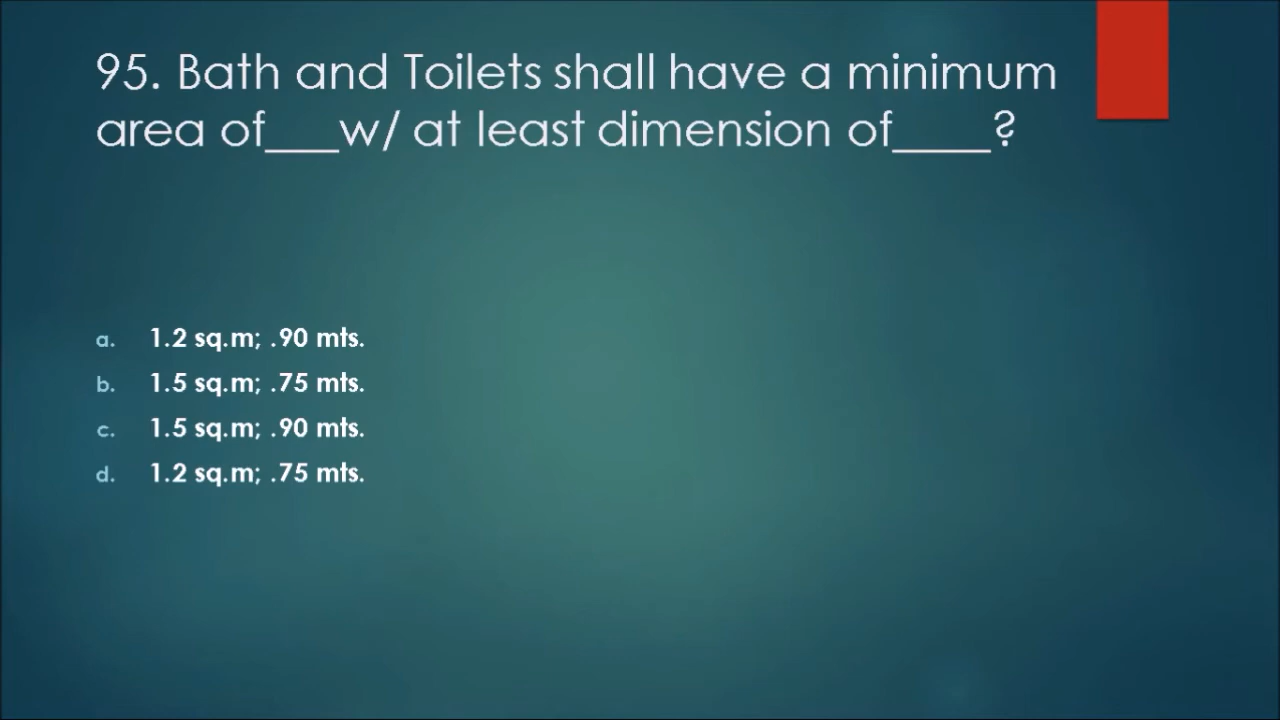 95. Bath and Toilets shall have a minimum
area of___w/ at least dimension of____?
a. 1.2 sq.m; .90 mts.
b. 1.5 sq.m; .75 mts.
c. 1.5 sq.m; .90 mts.
d. 1.2 sq.m; .75 mts.